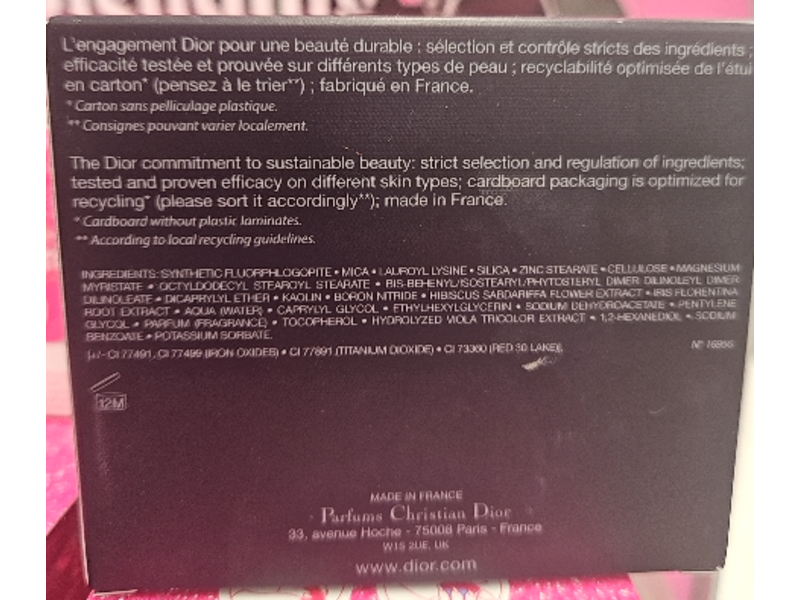 L'engagement Dior pour une beauté durable : sélection et contrôle stricts des ingrédients ;
efficacité testée et prouvée sur différents types de peau ; recyclabilité optimisée de l'étui
en carton* (pensez à le trier**) ; fabriqué en France.
* Carton sans pelliculage plastique.
** Consignes pouvant varier localement.
The Dior commitment to sustainable beauty: strict selection and regulation of ingredients;
tested and proven efficacy on different skin types; cardboard packaging is optimized for
recycling* (please sort it accordingly**); made in France.
* Cardboard without plastic laminates.
** According to local recycling guidelines.
INGREDIENTS: SYNTHETIC FLUORPHLOGOPITE • MICA • LAUROYL LYSINE • SILICA • ZINC STEARATE • CELLULOSE • MAGNESIUM
MYRISTATE • OCTYLDODECYL STEAROYL STEARATE • BIS-BEHENYL/ISOSTEARYL/PHYTOSTERYL DIMER DILINOLEYL DIMER
DILINOLEATE • DICAPRYLYL ETHER • KAOLIN • BORON NITRIDE • HIBISCUS SABDARIFFA FLOWER EXTRACT • IRIS FLORENTINA
ROOT EXTRACT • AQUA (WATER) • CAPRYLYL GLYCOL • ETHYLHEXYLGLYCERIN • SODIUM DEHYDROACETATE • PENTYLENE
GLYCOL • PARFUM (FRAGRANCE) • TOCOPHEROL • HYDROLYZED VIOLA TRICOLOR EXTRACT • 1,2-HEXANEDIOL • SODIUM
BENZOATE • POTASSIUM SORBATE.
[+/- CI 77491, CI 77499 (IRON OXIDES) • CI 77891 (TITANIUM DIOXIDE) • CI 73360 (RED 30 LAKE)].
12M
MADE IN FRANCE
Parfums Christian Dior
33, avenue Hoche - 75008 Paris - France
W1S 2UE, UK
www.dior.com